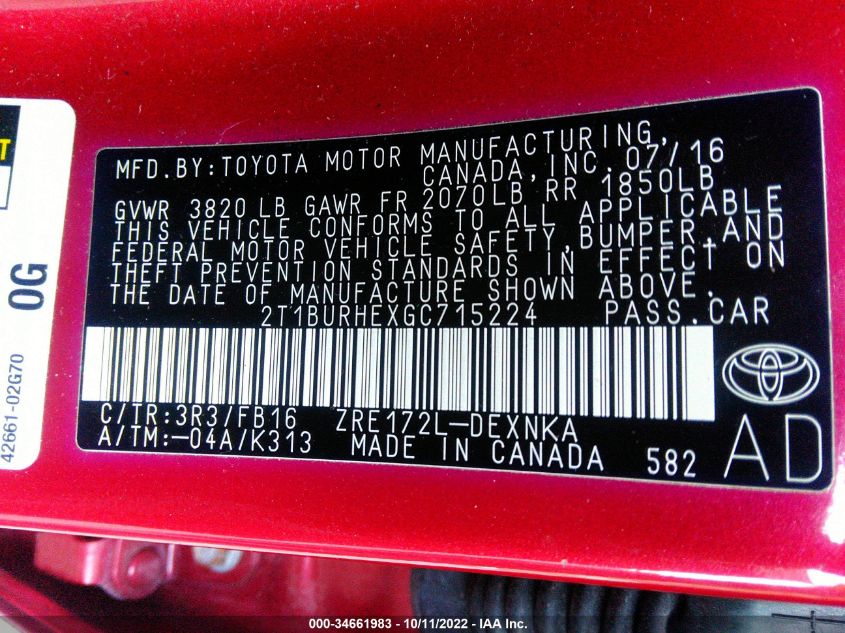 T
0G
42661-02G70
MFD.BY:TOYOTA MOTOR MANUFACTURING,
CANADA,INC.07/16
GVWR 3820 LB GAWR FR 2070LB RR 1850LB
THIS VEHICLE CONFORMS TO ALL APPLICABLE
FEDERAL MOTOR VEHICLE SAFETY,BUMPER,AND
THEFT PREVENTION STANDARDS IN EFFECT ON
THE DATE OF MANUFACTURE SHOWN ABOVE.
2T1BURHEXGC715224 PASS.CAR
C/TR:3R3/FB16 ZRE172L-DEXNKA
A/TM:-04A/K313 MADE IN CANADA 582
AD
000-34661983 - 10/11/2022 - IAA Inc.